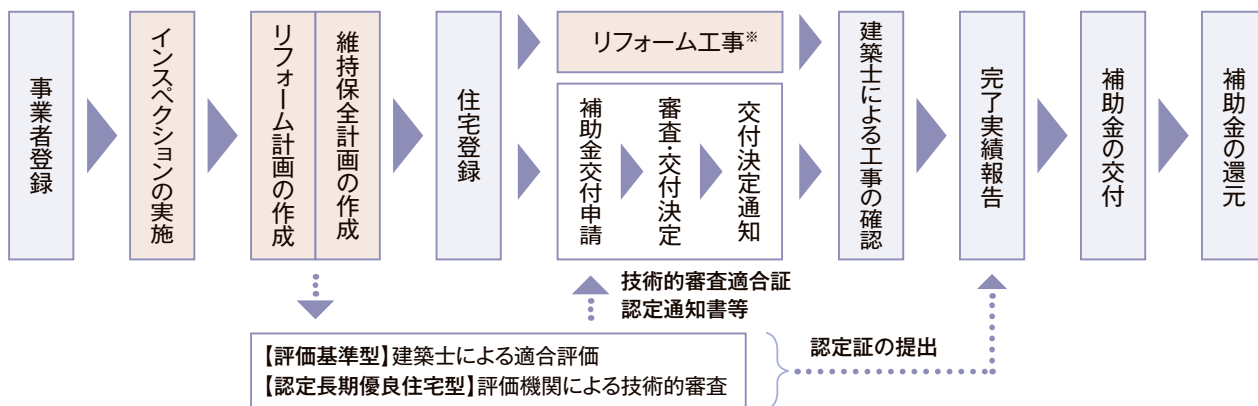 事業者登録
インスペクションの実施
リフォーム計画の作成
維持保全計画の作成
住宅登録
リフォーム工事※
補助金交付申請
審査・交付決定
交付決定通知
建築士による工事の確認
完了実績報告
補助金の交付
補助金の還元
技術的審査適合証
認定通知書等
【評価基準型】建築士による適合評価
【認定長期優良住宅型】評価機関による技術的審査
認定証の提出